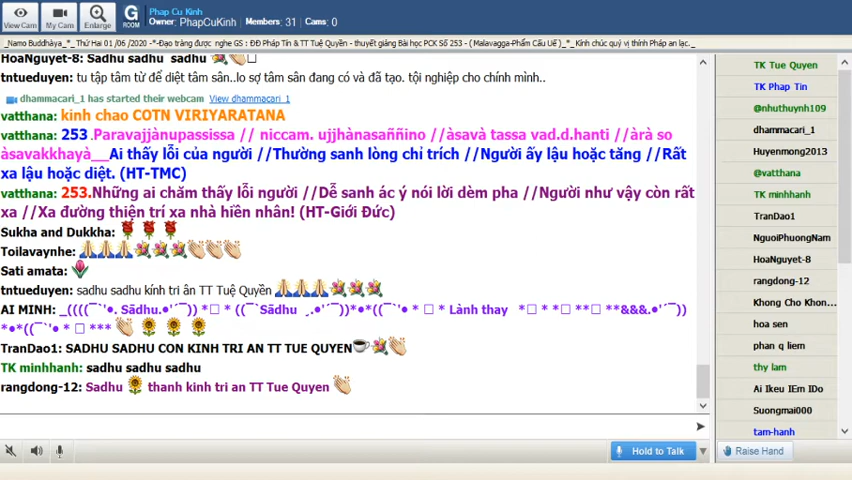 View Cam
My Cam
Enlarge
G
ROOM
Phap Cu Kinh
Owner: PhapCuKinh Members: 31 Cams: 0
_Namo Buddhàya_*_ Thứ Hai 01 /06 /2020 -*-Đạo tràng được nghe GS : ĐĐ Pháp Tín & TT Tuệ Quyền - thuyết giảng Bài học PCK Số 253 - ( Malavagga-Phẩm Cấu Uế )_*_ Kính chúc quý vị thính Pháp an lạc._
HoaNguyet-8: Sadhu sadhu sadhu
tntueduyen: tu tập tâm từ để diệt tâm sân..lo sợ tâm sân đang có và đã tạo. tội nghiệp cho chính mình..
dhammacari_1 has started their webcam View dhammacari_1
vatthana: kinh chao COTN VIRIYARATANA
vatthana: 253 .Paravajjànupassissa // niccam. ujjhànasaññino //àsavà tassa vad.d.hanti //àrà so
àsavakkhayà__Ai thấy lỗi của người //Thường sanh lòng chỉ trích //Người ấy lậu hoặc tăng //Rất
xa lậu hoặc diệt. (HT-TMC)
vatthana: 253.Những ai chăm thấy lỗi người //Dễ sanh ác ý nói lời dèm pha //Người như vậy còn rất
xa //Xa đường thiện trí xa nhà hiền nhân! (HT-Giới Đức)
Sukha and Dukkha:
Toilavaynhe:
Sati amata:
tntueduyen: sadhu sadhu kính tri ân TT Tuệ Quyền
AI MINH: _((((¯`'•. Sādhu.•'´¯)) *□ * ((¯`Sādhu ¸.•'´¯))*•*((¯`'• * □ * Lành thay *□ * *□ **□ **&&&.•'´¯))
*•*((¯`'• * □ ***
TranDao1: SADHU SADHU CON KINH TRI AN TT TUE QUYEN
TK minhhanh: sadhu sadhu sadhu
rangdong-12: Sadhu thanh kinh tri an TT Tue Quyen
Hold to Talk
TK Tue Quyen
TK Phap Tin
@nhuthuynh109
dhammacari_1
Huyenmong2013
@vatthana
TK minhhanh
TranDao1
NguoiPhuongNam
HoaNguyet-8
rangdong-12
Khong Cho Khon...
hoa sen
phan q liem
thy lam
Ai Ikeu IEm IDo
Suongmai000
tam-hanh
Raise Hand